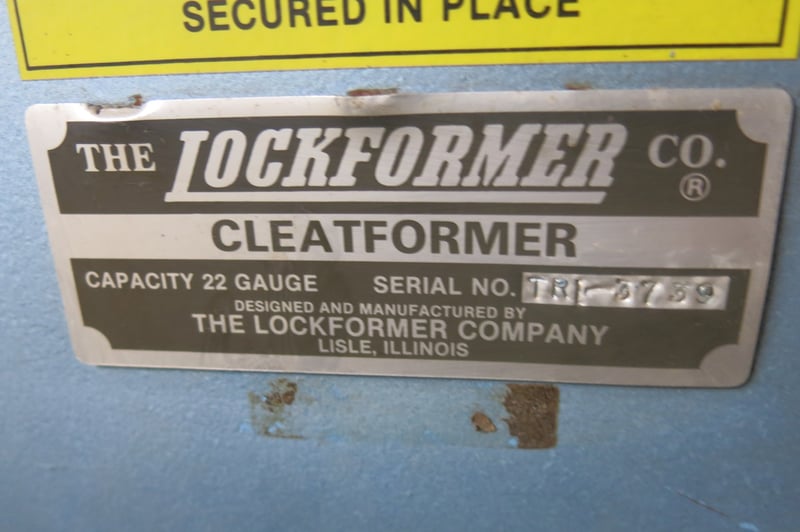 SECURED IN PLACE
THE LOCKFORMER CO.
®
CLEATFORMER
CAPACITY 22 GAUGE SERIAL NO.
DESIGNED AND MANUFACTURED BY
THE LOCKFORMER COMPANY
LISLE, ILLINOIS